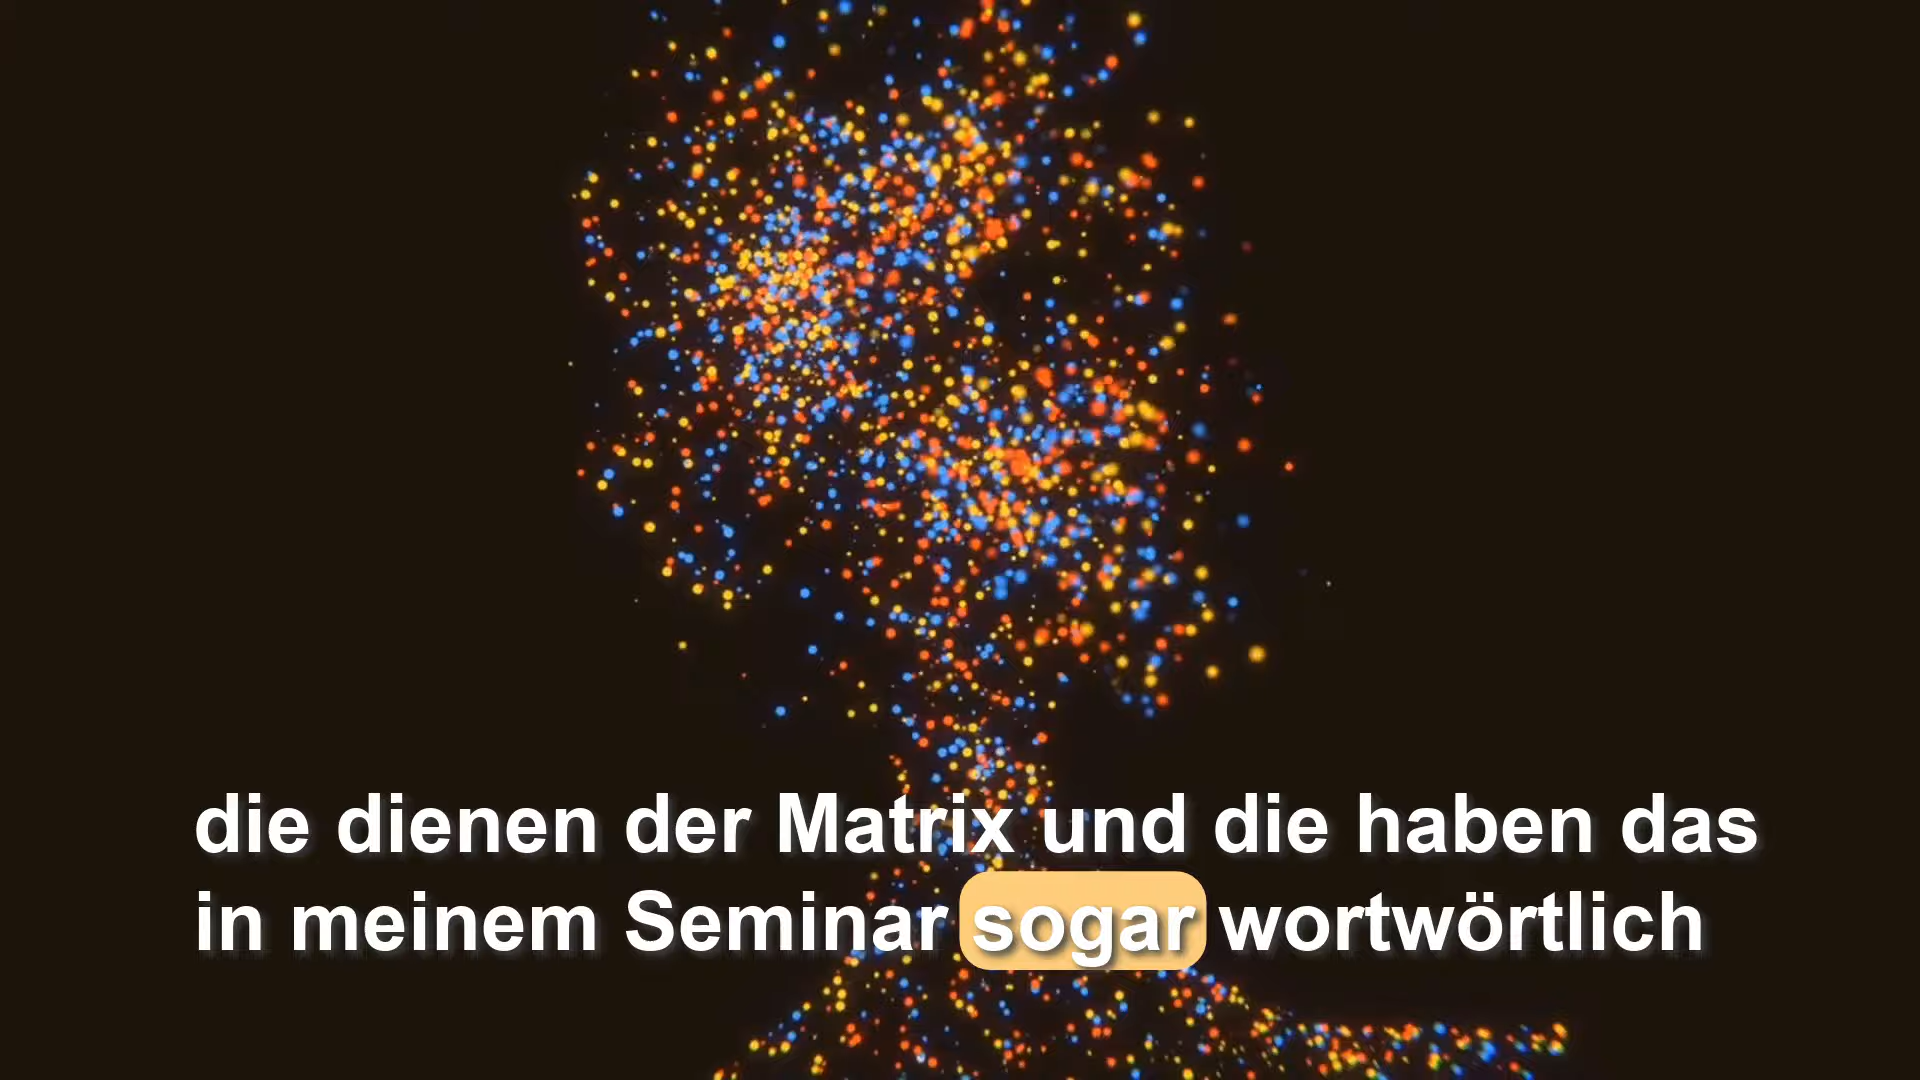 die dienen der Matrix und die haben das
in meinem Seminar sogar wortwörtlich